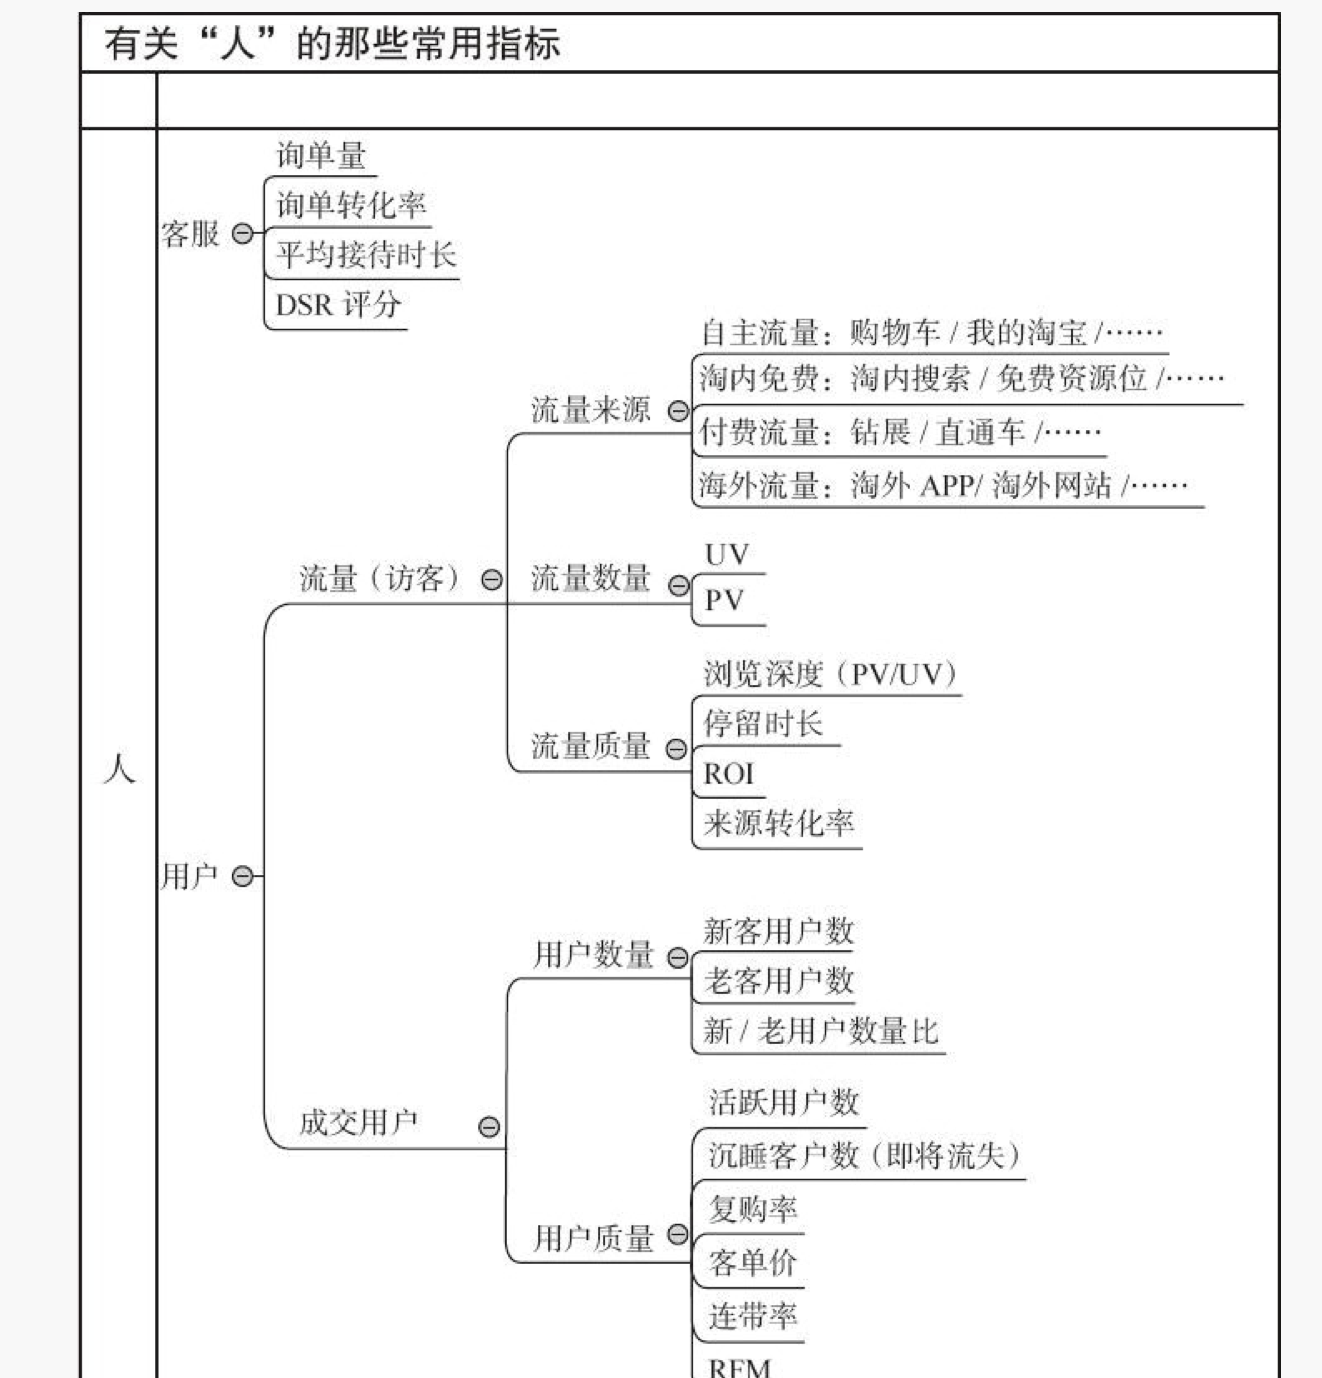 有关“人”的那些常用指标
人
客服
询单量
询单转化率
平均接待时长
DSR 评分
用户
流量（访客）
流量来源
自主流量：购物车 / 我的淘宝 /……
淘内免费：淘内搜索 / 免费资源位 /……
付费流量：钻展 / 直通车 /……
海外流量：淘外 APP/ 淘外网站 /……
流量数量
UV
PV
流量质量
浏览深度（PV/UV）
停留时长
ROI
来源转化率
成交用户
用户数量
新客用户数
老客用户数
新 / 老用户数量比
用户质量
活跃用户数
沉睡客户数（即将流失）
复购率
客单价
连带率
RFM